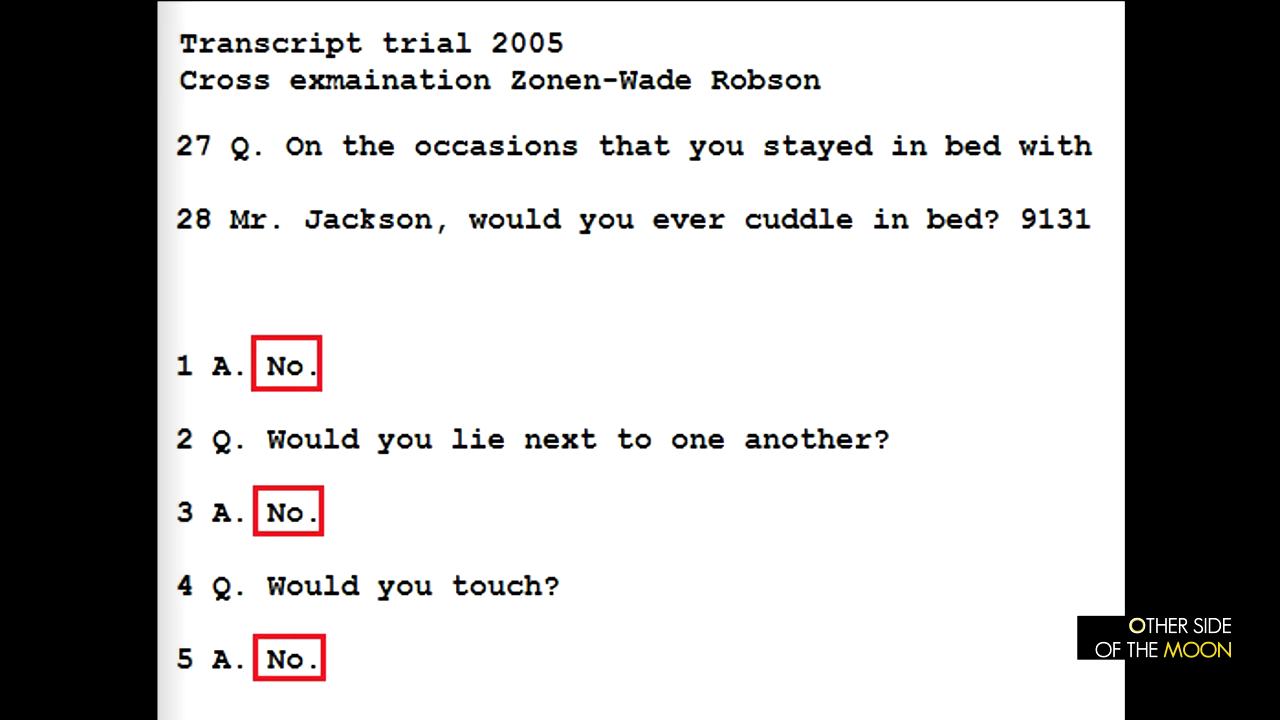 Transcript trial 2005
Cross exmaination Zonen-Wade Robson
27 Q. On the occasions that you stayed in bed with
28 Mr. Jackson, would you ever cuddle in bed? 9131
1 A. No.
2 Q. Would you lie next to one another?
3 A. No.
4 Q. Would you touch?
5 A. No.
OTHER SIDE
OF THE MOON